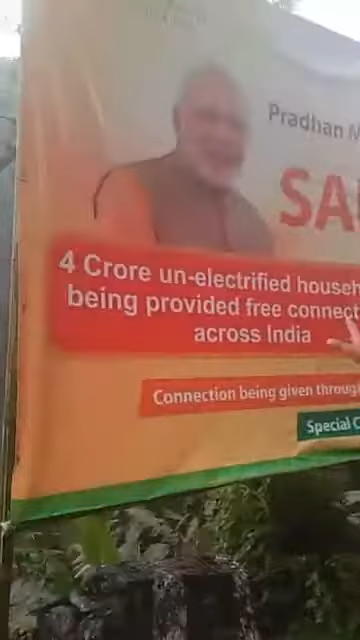 Pradhan M
SA
4 Crore un-electrified househ
being provided free connect
across India
Connection being given throug
Special C